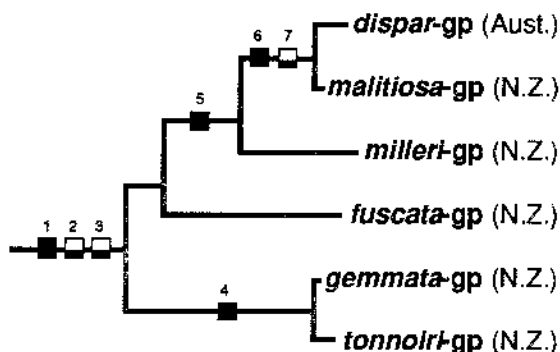 dispar-gp (Aust.)
6 7
malitiosa-gp (N.Z.)
5
milleri-gp (N.Z.)
fuscata-gp (N.Z.)
1 2 3
gemmata-gp (N.Z.)
4
tonnoiri-gp (N.Z.)